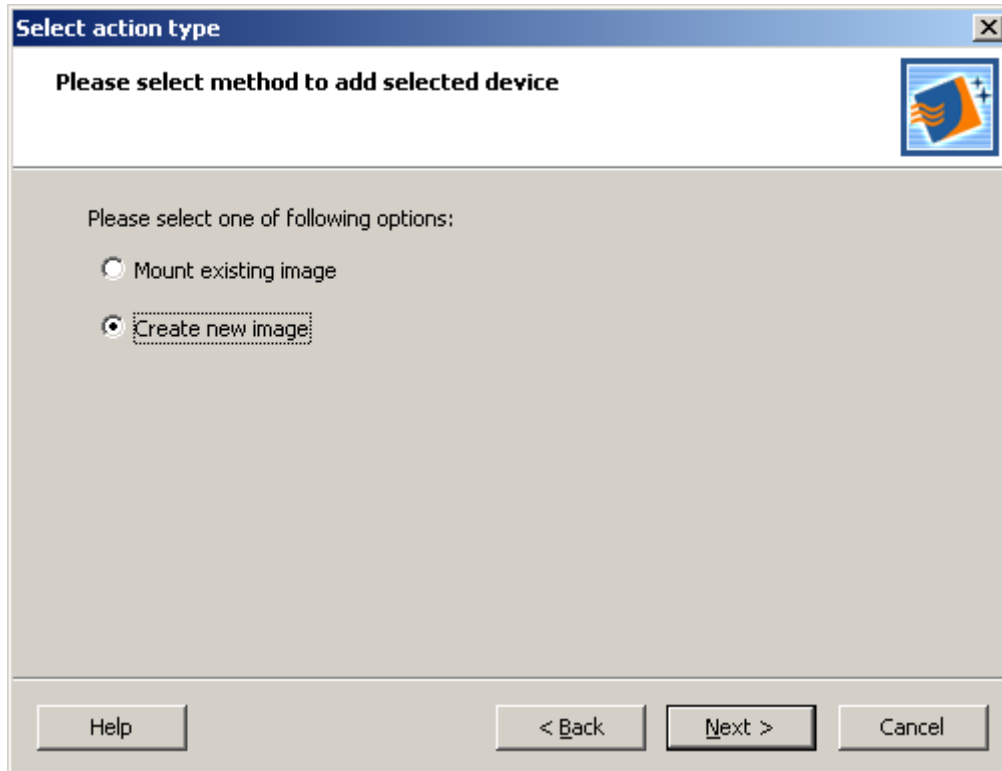 Select action type
Please select method to add selected device
Please select one of following options:
Mount existing image
Create new image
Help
< Back
Next >
Cancel